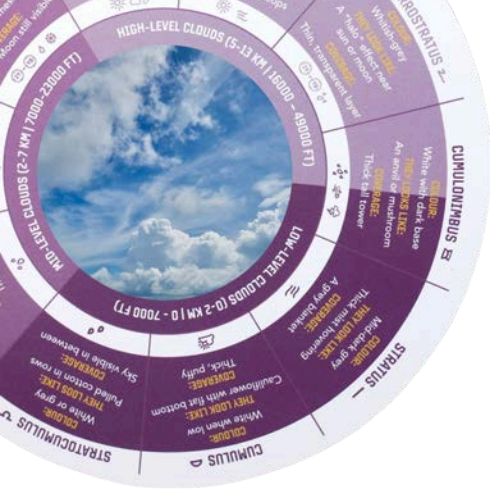 HIGH-LEVEL CLOUDS (5-13 KM | 16000 – 49000 FT)
MID-LEVEL CLOUDS (2-7 KM | 7000-23000 FT)
LOW-LEVEL CLOUDS (0-2 KM | 0 - 7000 FT)
COLOUR:
Whitish-grey
THEY LOOK LIKE:
A "halo" effect near
sun or moon
COVERAGE:
Thin, transparent layer
CUMULONIMBUS
COLOUR:
White with dark base
THEY LOOKS LIKE:
An anvil or mushroom
COVERAGE:
Thick tall tower
STRATUS
COLOUR:
Mid-dark grey
THEY LOOK LIKE:
Thick mist hovering
COVERAGE:
A grey blanket
CUMULUS
COLOUR:
White when low
THEY LOOK LIKE:
Cauliflower with flat bottom
COVERAGE:
Thick, puffy
STRATOCUMULUS
COLOUR:
White or grey
THEY LOOKS LIKE:
Pulled cotton in rows
COVERAGE:
Sky visible in between
Moon still visible